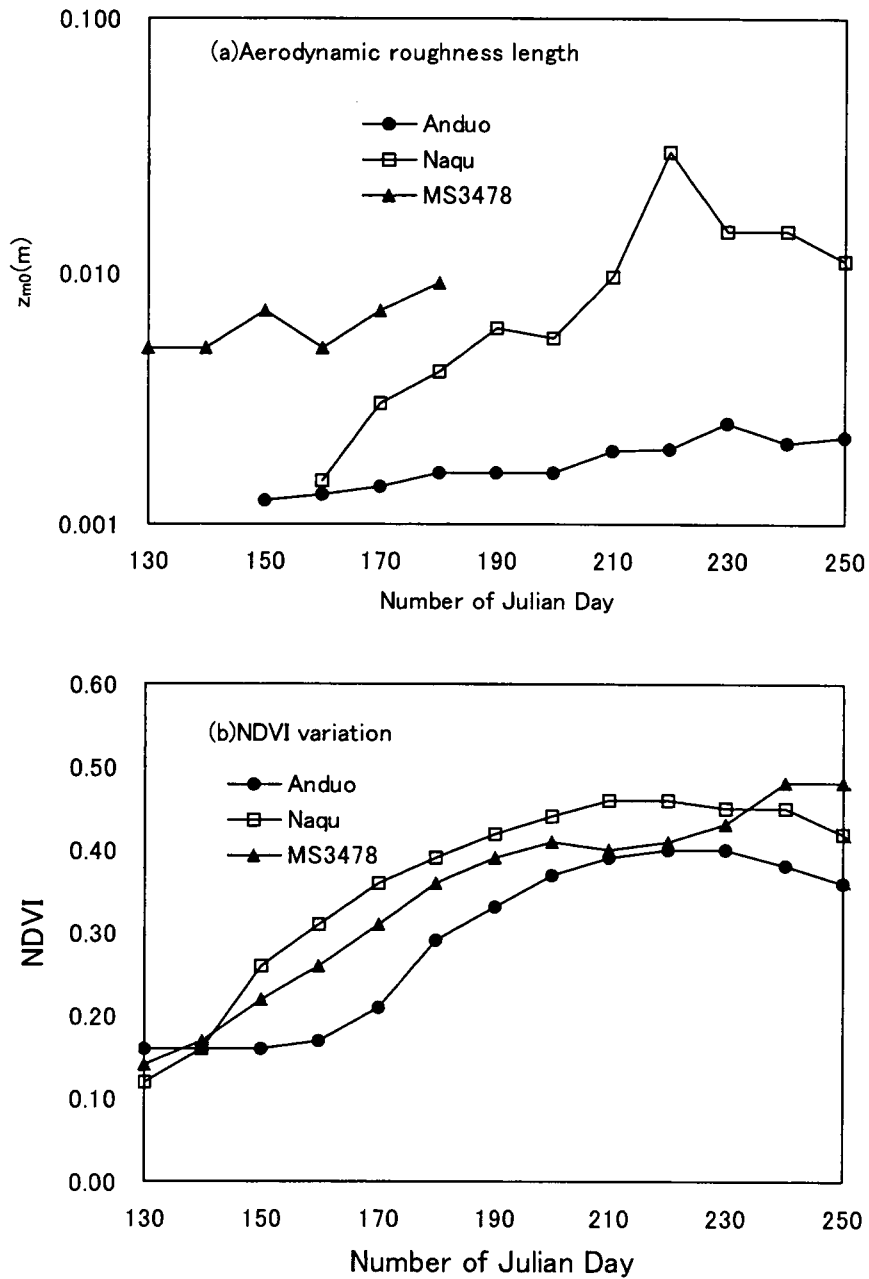 0.100
(a)Aerodynamic roughness length
Anduo
Naqu
MS3478
zm0(m)
0.010
0.001
130 150 170 190 210 230 250
Number of Julian Day
0.60
(b)NDVI variation
0.50
Anduo
Naqu
MS3478
0.40
NDVI
0.30
0.20
0.10
0.00
130 150 170 190 210 230 250
Number of Julian Day